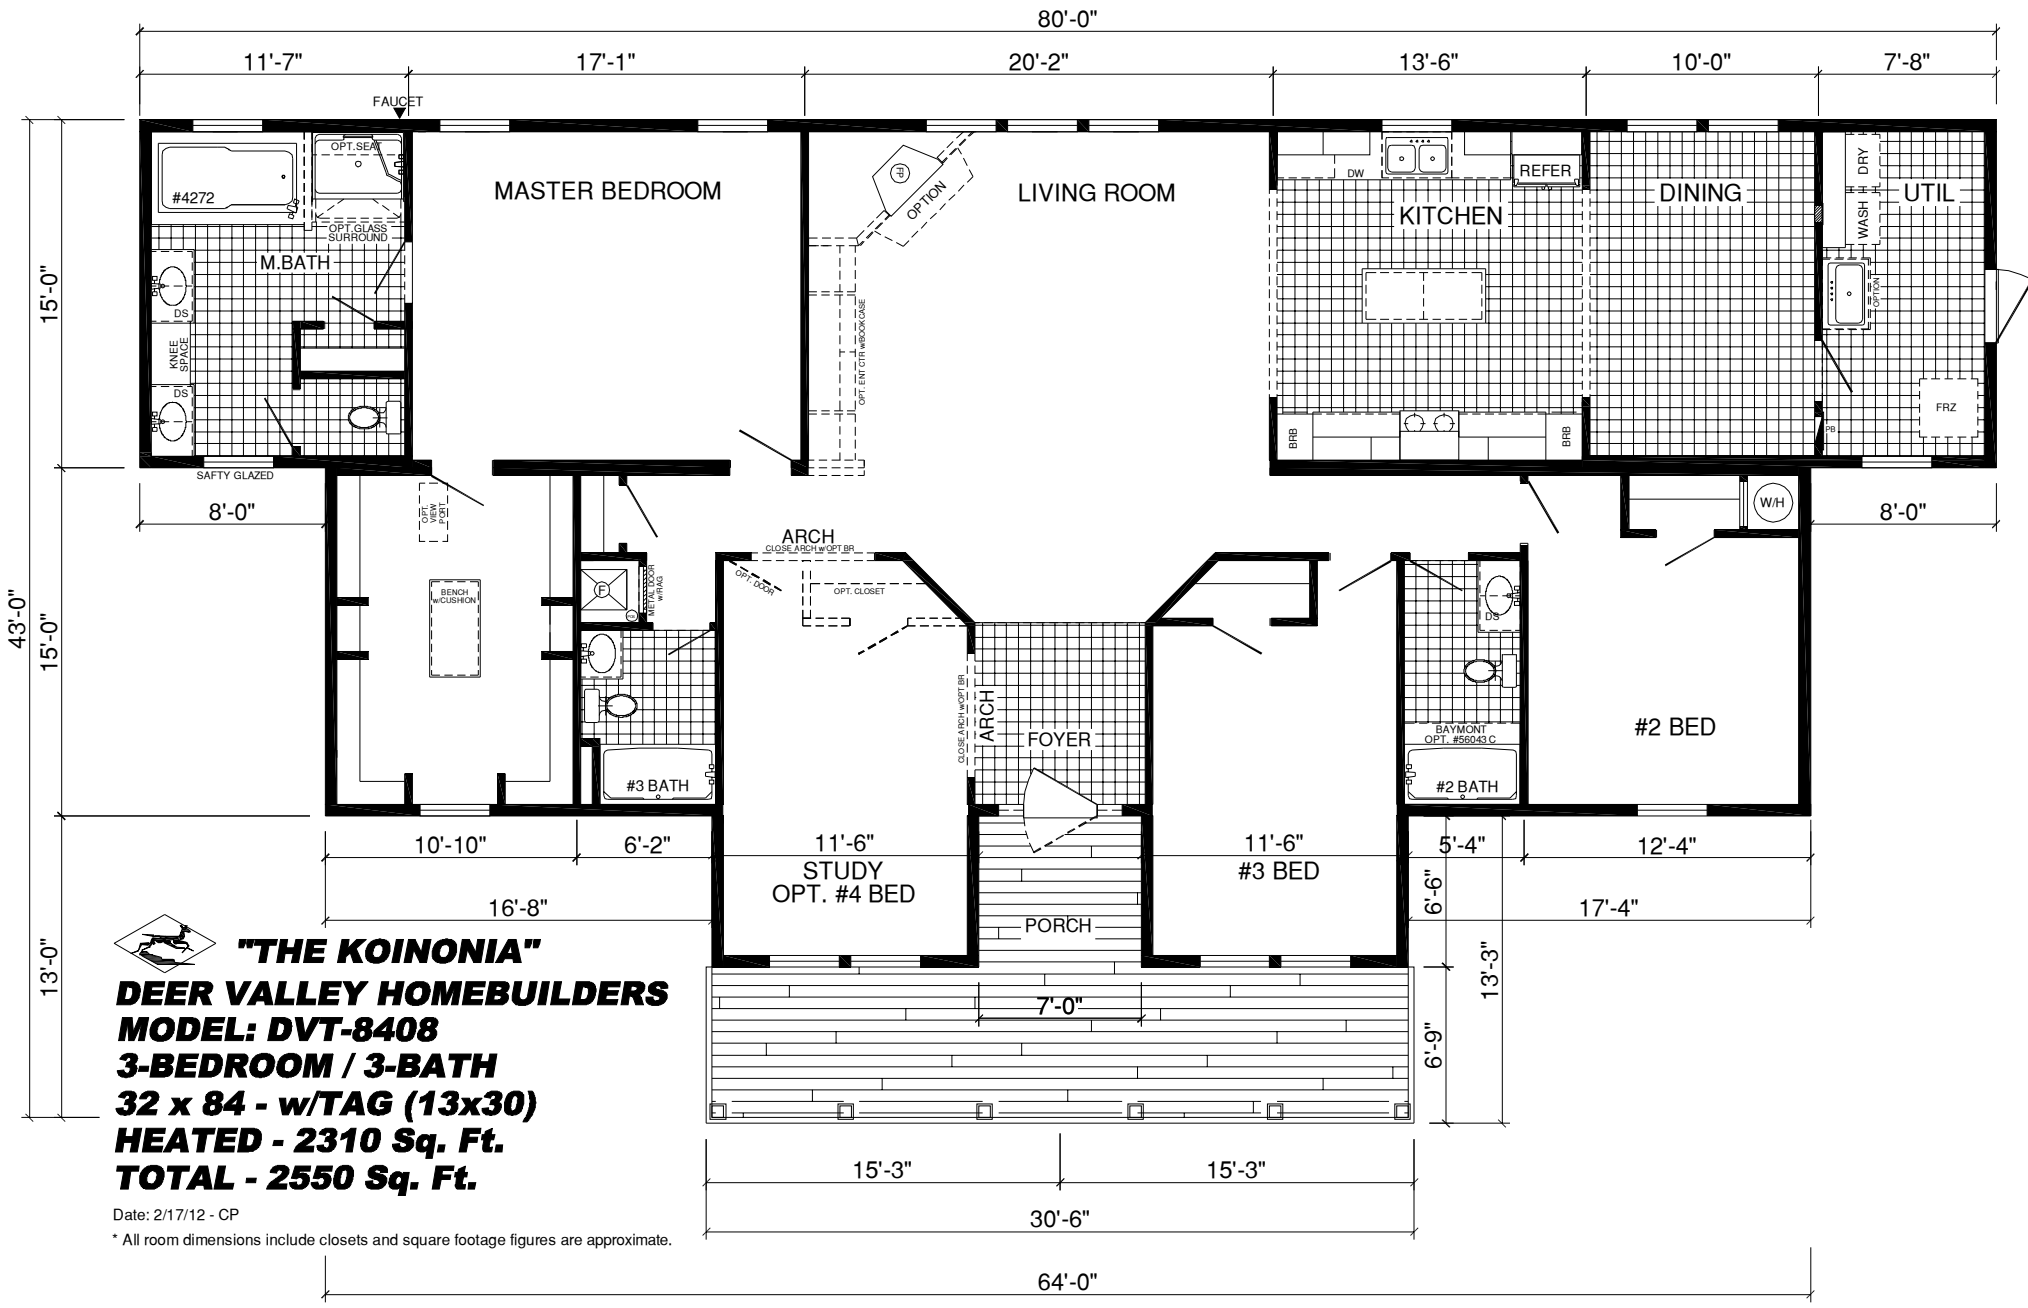 80'-0"
11'-7"
17'-1"
20'-2"
13'-6"
10'-0"
7'-8"
FAUCET
OPT.SEAT
#4272
OPT.GLASS
SURROUND
M.BATH
DS
KNEE
SPACE
DS
SAFTY GLAZED
MASTER BEDROOM
FP
OPTION
OPT. ENT CTR w/BOOKCASE
LIVING ROOM
DW
REFER
KITCHEN
BRB
BRB
DINING
DRY
WASH
UTIL
OPTION
FRZ
PB
15'-0"
43'-0"
15'-0"
13'-0"
8'-0"
8'-0"
OPT.
VIEW
PORT
BENCH
w/CUSHION
F
METAL DOOR
w/RAG
#3 BATH
ARCH
CLOSE ARCH w/OPT BR
OPT. DOOR
OPT. CLOSET
CLOSE ARCH w/OPT BR
ARCH
FOYER
W/H
DS
BAYMONT
OPT. #56043C
#2 BATH
#2 BED
10'-10"
6'-2"
11'-6"
STUDY
OPT. #4 BED
11'-6"
#3 BED
5'-4"
12'-4"
16'-8"
17'-4"
PORCH
6'-6"
13'-3"
6'-9"
7'-0"
"THE KOINONIA"
DEER VALLEY HOMEBUILDERS
MODEL: DVT-8408
3-BEDROOM / 3-BATH
32 x 84 - w/TAG (13x30)
HEATED - 2310 Sq. Ft.
TOTAL - 2550 Sq. Ft.
Date: 2/17/12 - CP
* All room dimensions include closets and square footage figures are approximate.
15'-3"
15'-3"
30'-6"
64'-0"